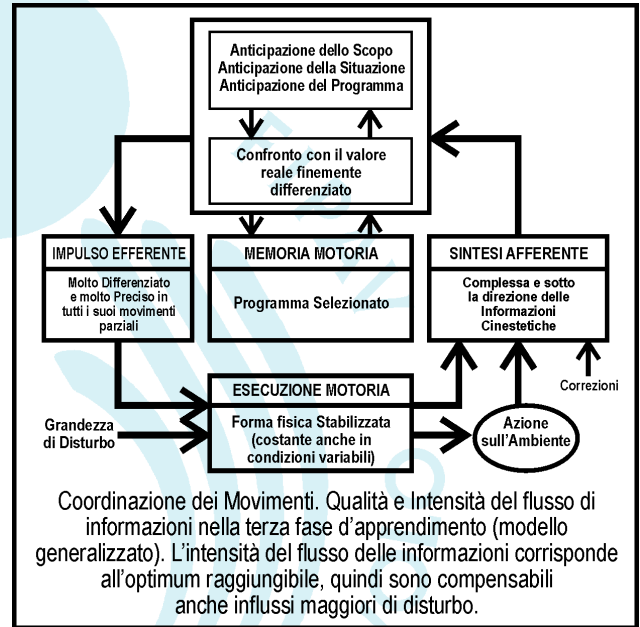 Anticipazione dello Scopo
Anticipazione della Situazione
Anticipazione del Programma
Confronto con il valore
reale finemente
differenziato
IMPULSO EFFERENTE
Molto Differenziato
e molto Preciso in
tutti i suoi movimenti
parziali
MEMORIA MOTORIA
Programma Selezionato
SINTESI AFFERENTE
Complessa e sotto
la direzione delle
Informazioni
Cinestetiche
Correzioni
Grandezza
di Disturbo
ESECUZIONE MOTORIA
Forma fisica Stabilizzata
(costante anche in
condizioni variabili)
Azione
sull'Ambiente
Coordinazione dei Movimenti. Qualità e Intensità del flusso di
informazioni nella terza fase d'apprendimento (modello
generalizzato). L'intensità del flusso delle informazioni corrisponde
all'optimum raggiungibile, quindi sono compensabili
anche influssi maggiori di disturbo.